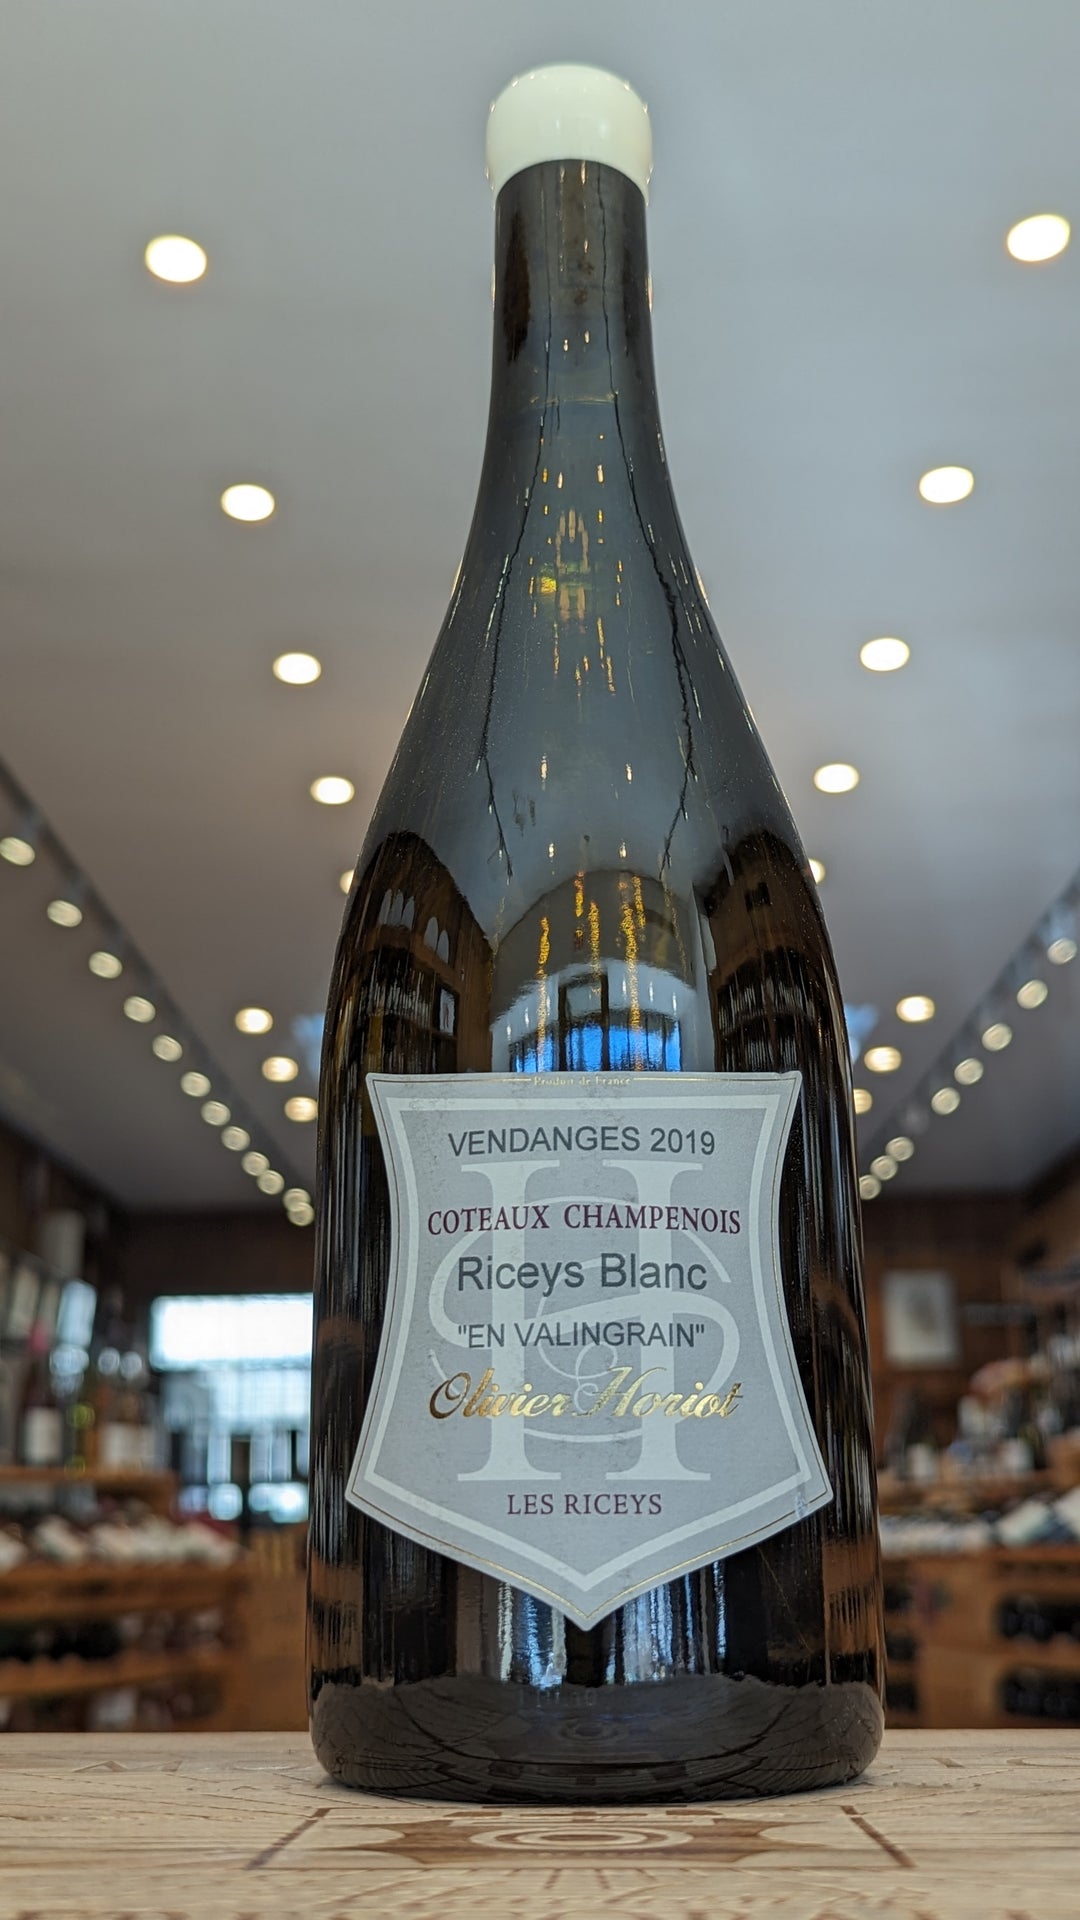 Produit de France
VENDANGES 2019
COTEAUX CHAMPENOIS
Riceys Blanc
"EN VALINGRAIN"
Olivier Horiot
LES RICEYS